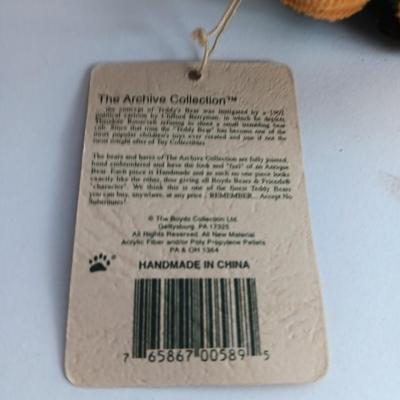 The Archive Collection™
... the concept of Teddy's Bear was instigated by a 1902
political cartoon by Clifford Berryman, in which he depicts
Theodore Roosevelt refusing to shoot a small trembling bear
cub. Since that time the "Teddy Bear" has become one of the
most popular children's toys ever created and one if not the
most sought after of Toy Collectibles.
The bears and hares of The Archive Collection are fully jointed,
hand embroidered and have the look and "feel" of an Antique
Bear. Each piece is Handmade and as such no one piece looks
exactly like the other, thus giving all Boyds Bears & Friends®
"character". We think this is one of the finest Teddy Bears
you can buy, anywhere, at any price . REMEMBER... Accept No
Substitutes!
© The Boyds Collection Ltd.
Gettysburg, PA 17325
All Rights Reserved. All New Material
Acrylic Fiber and/or Poly Propylene Pellets
PA & OH 1364
HANDMADE IN CHINA
7 65867 00589 5